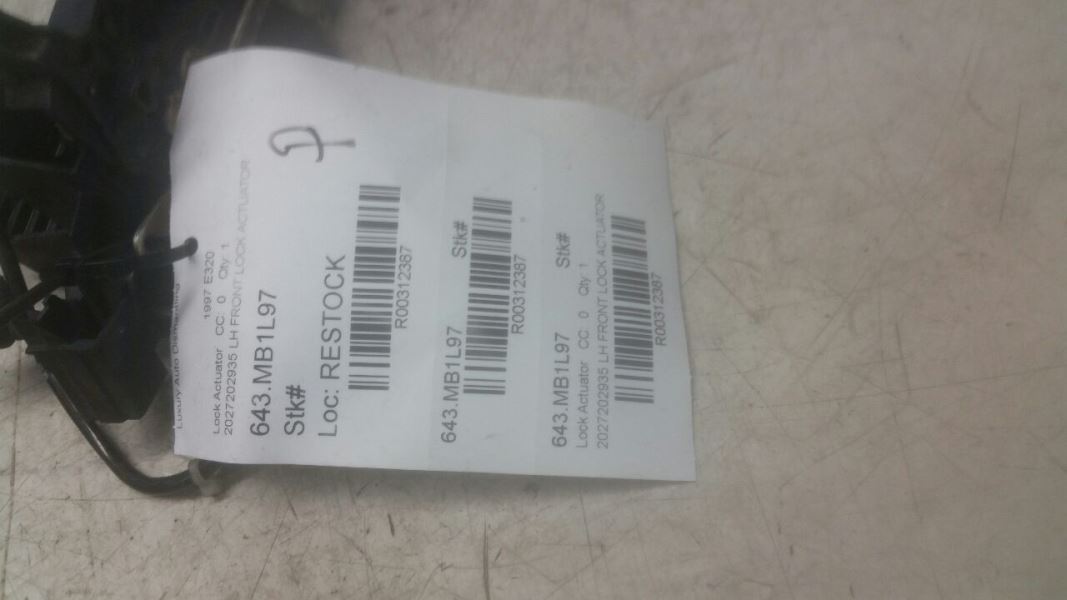 Luxury Auto Dismantling
1997 E320
Lock Actuator CC: 0 Qty 1
2027202935 LH FRONT LOCK ACTUATOR
643.MB1L97
Stk#
Loc: RESTOCK
P
R00312387
643.MB1L97 Stk#
R00312387
643.MB1L97 Stk#
Lock Actuator CC 0 Qty 1
2027202935 LH FRONT LOCK ACTUATOR
R00312387